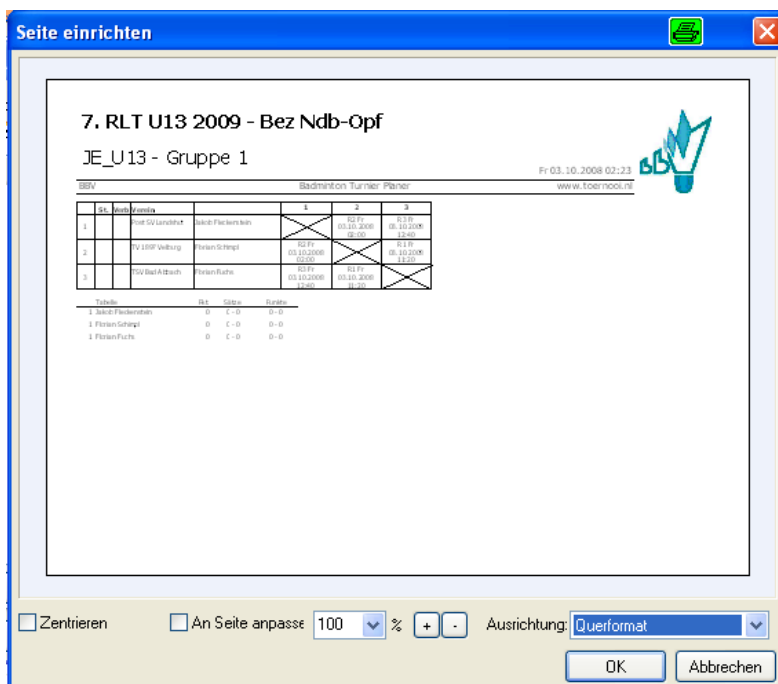 Seite einrichten
7. RLT U13 2009 - Bez Ndb-Opf
JE_U13 - Gruppe 1
Fr 03.10.2008 02:23
BBV
BBV Badminton Turnier Planer www.toernooi.nl
St. Verb Verein 1 2 3
1 Post SV Landshut Jakob Fleckenstein R2 Fr 03.10.2008 02:00 R3 Fr 03.10.2008 12:40
2 TV 1897 Velburg Florian Schimpl R2 Fr 03.10.2008 02:00 R1 Fr 03.10.2008 11:20
3 TSV Bad Abbach Florian Fuchs R3 Fr 03.10.2008 12:40 R1 Fr 03.10.2008 11:20
Tabelle Pkt Sätze Punkte
1 Jakob Fleckenstein 0 0 - 0 0 - 0
1 Florian Schimpl 0 0 - 0 0 - 0
1 Florian Fuchs 0 0 - 0 0 - 0
Zentrieren An Seite anpasse 100 % + - Ausrichtung: Querformat
OK Abbrechen